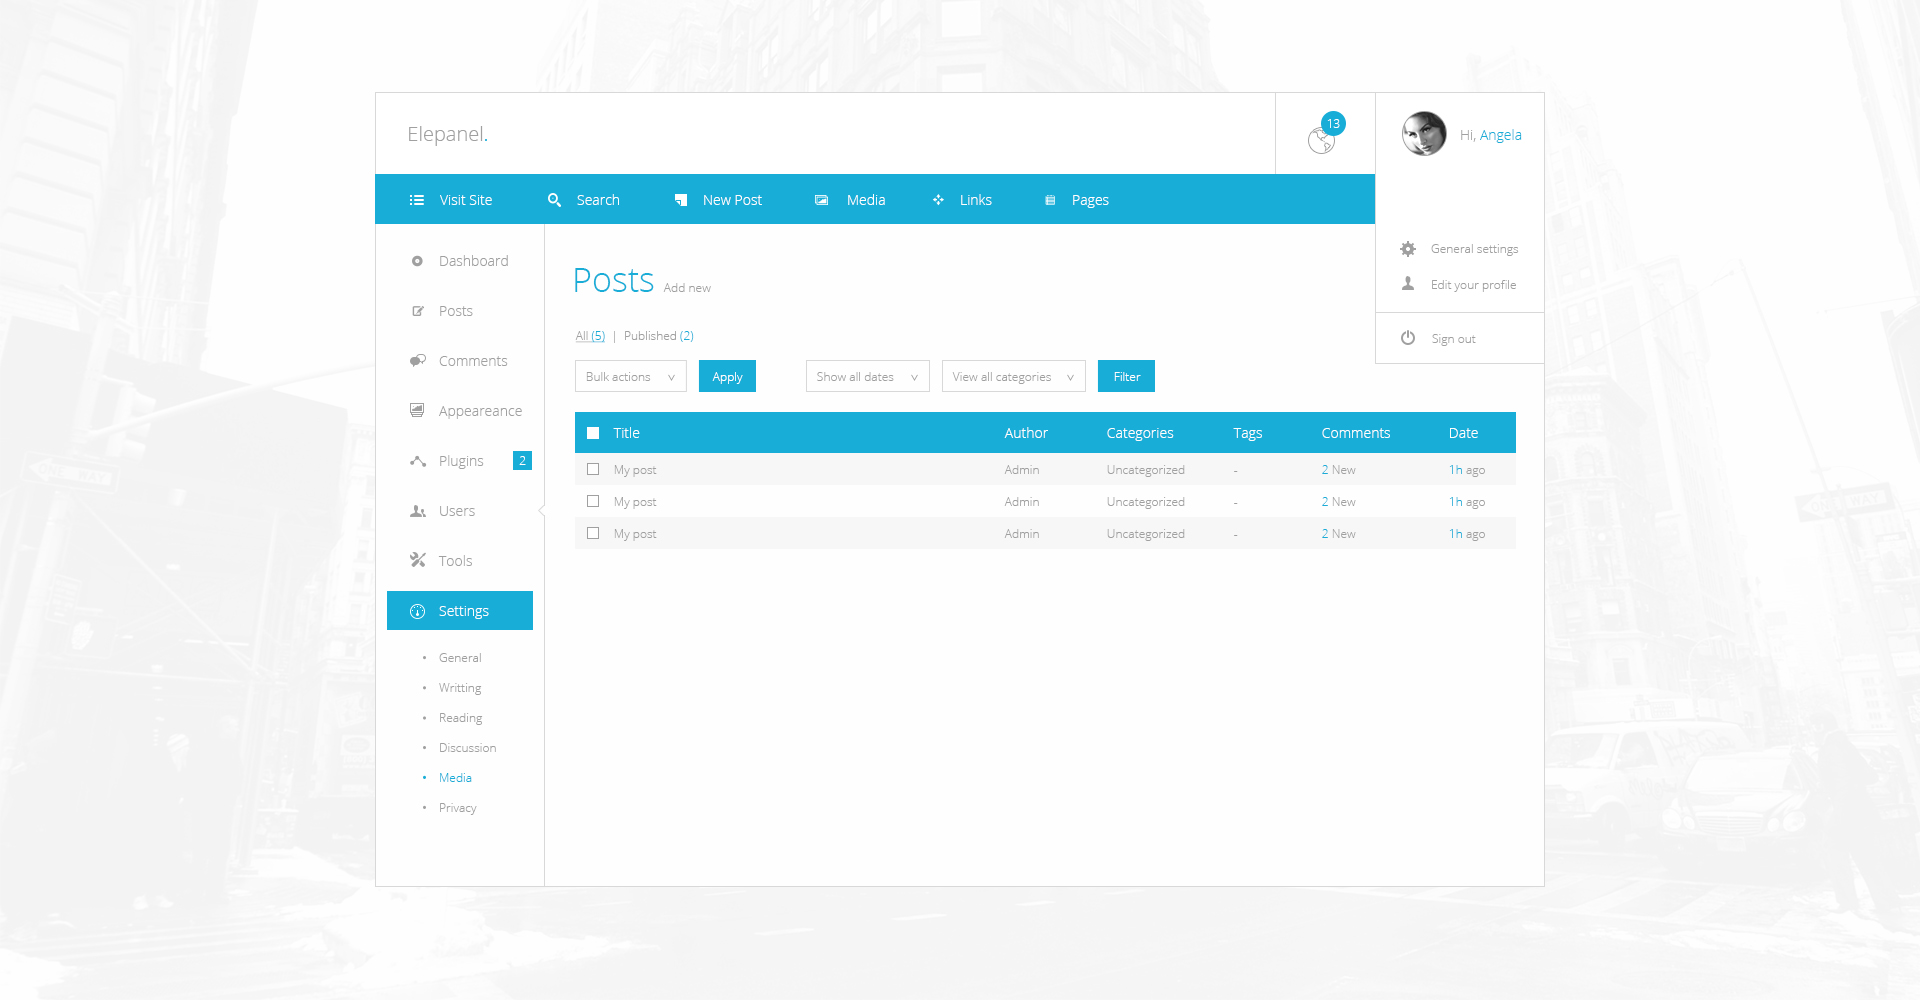 Elepanel.
13
Hi, Angela
Visit Site
Search
New Post
Media
Links
Pages
General settings
Edit your profile
Sign out
Dashboard
Posts
Comments
Appeareance
Plugins 2
Users
Tools
Settings
General
Writting
Reading
Discussion
Media
Privacy
Posts Add new
All (5) | Published (2)
Bulk actions Apply Show all dates View all categories Filter
Title Author Categories Tags Comments Date
My post Admin Uncategorized - 2 New 1h ago
My post Admin Uncategorized - 2 New 1h ago
My post Admin Uncategorized - 2 New 1h ago
ONE WAY